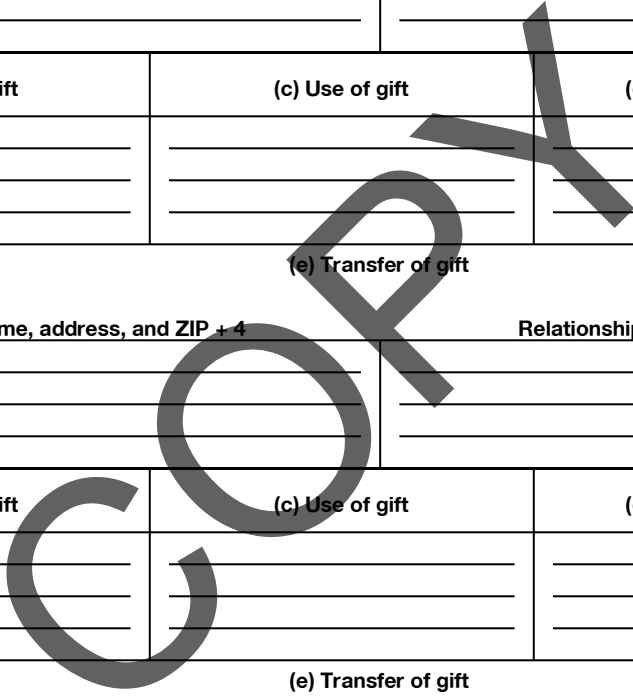 ift (c) Use of gift (
(e) Transfer of gift
me, address, and ZIP + 4 Relationship
ift (c) Use of gift (
(e) Transfer of gift
COPY